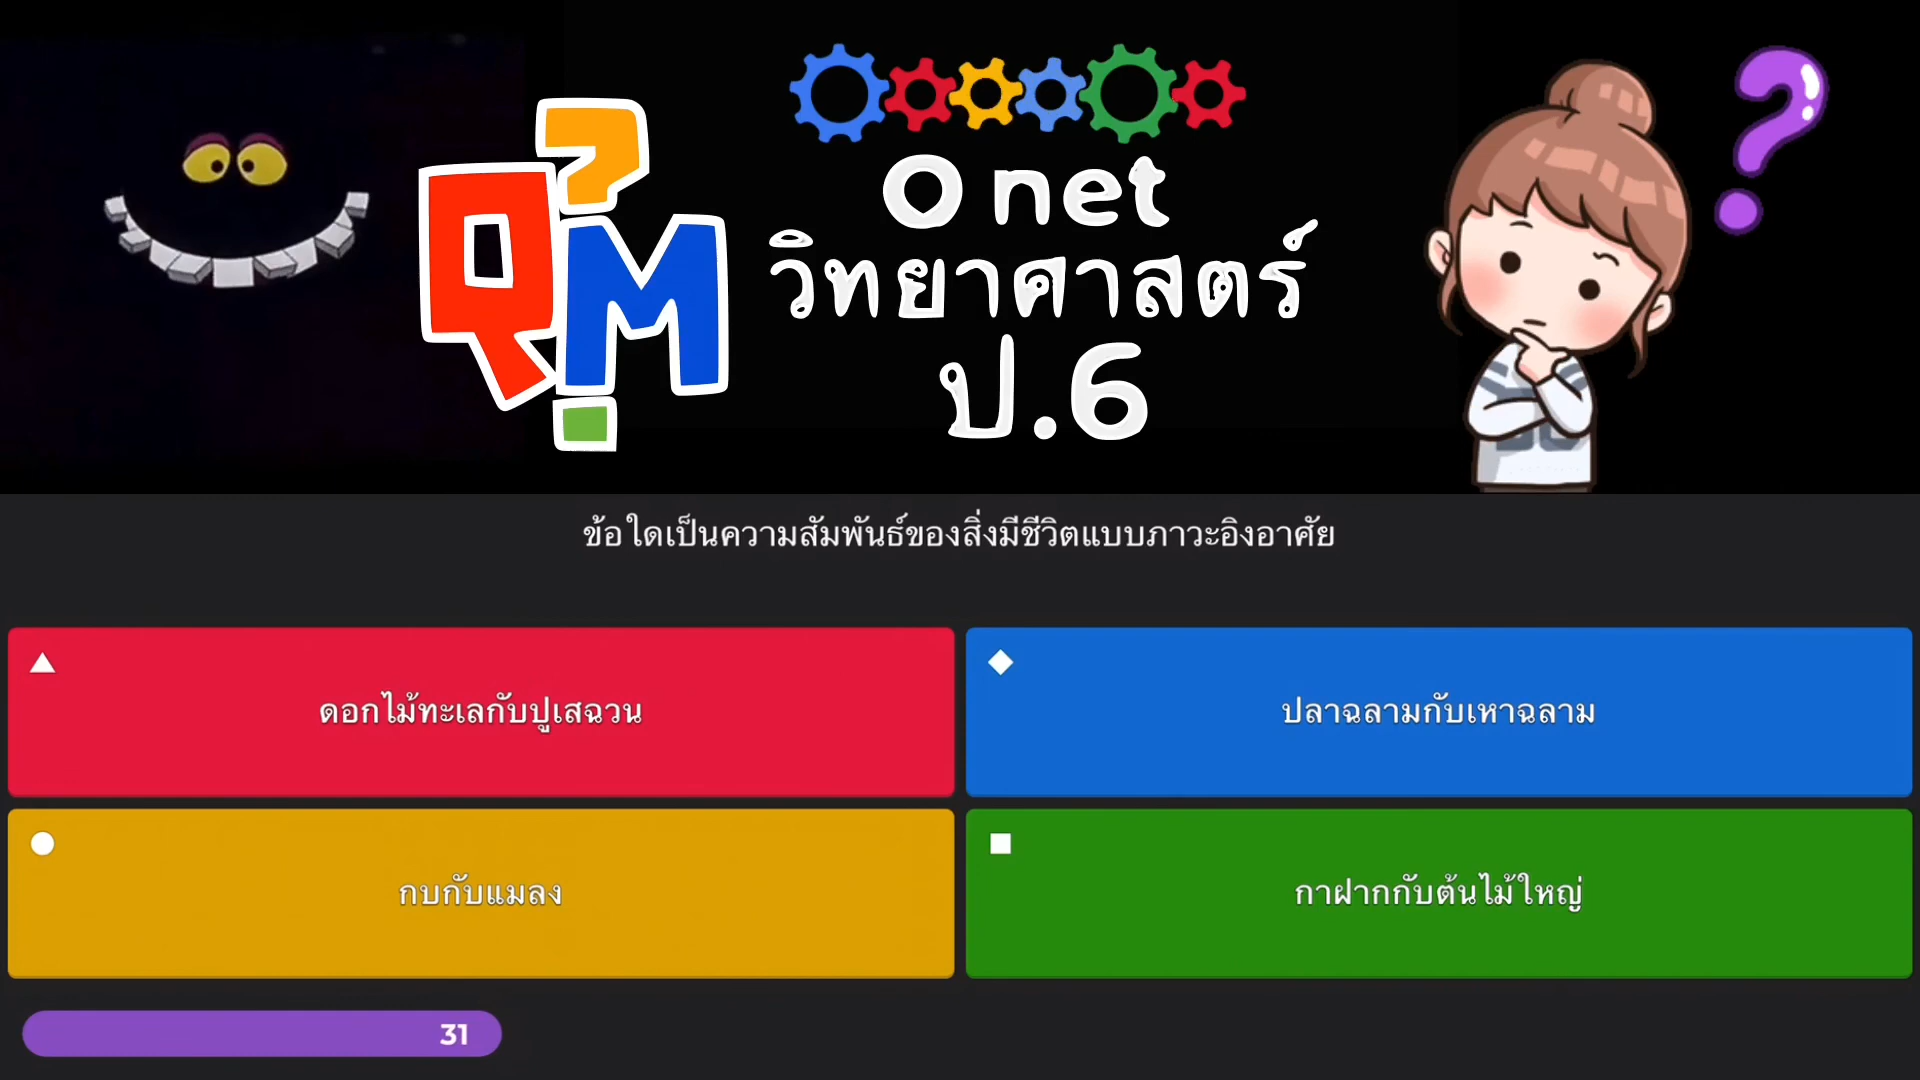 ?
QM
O net
วิทยาศาสตร์
ป.6
?
ข้อใดเป็นความสัมพันธ์ของสิ่งมีชีวิตแบบภาวะอิงอาศัย
ดอกไม้ทะเลกับปูเสฉวน
ปลาฉลามกับเหาฉลาม
กบกับแมลง
กาฝากกับต้นไม้ใหญ่
31